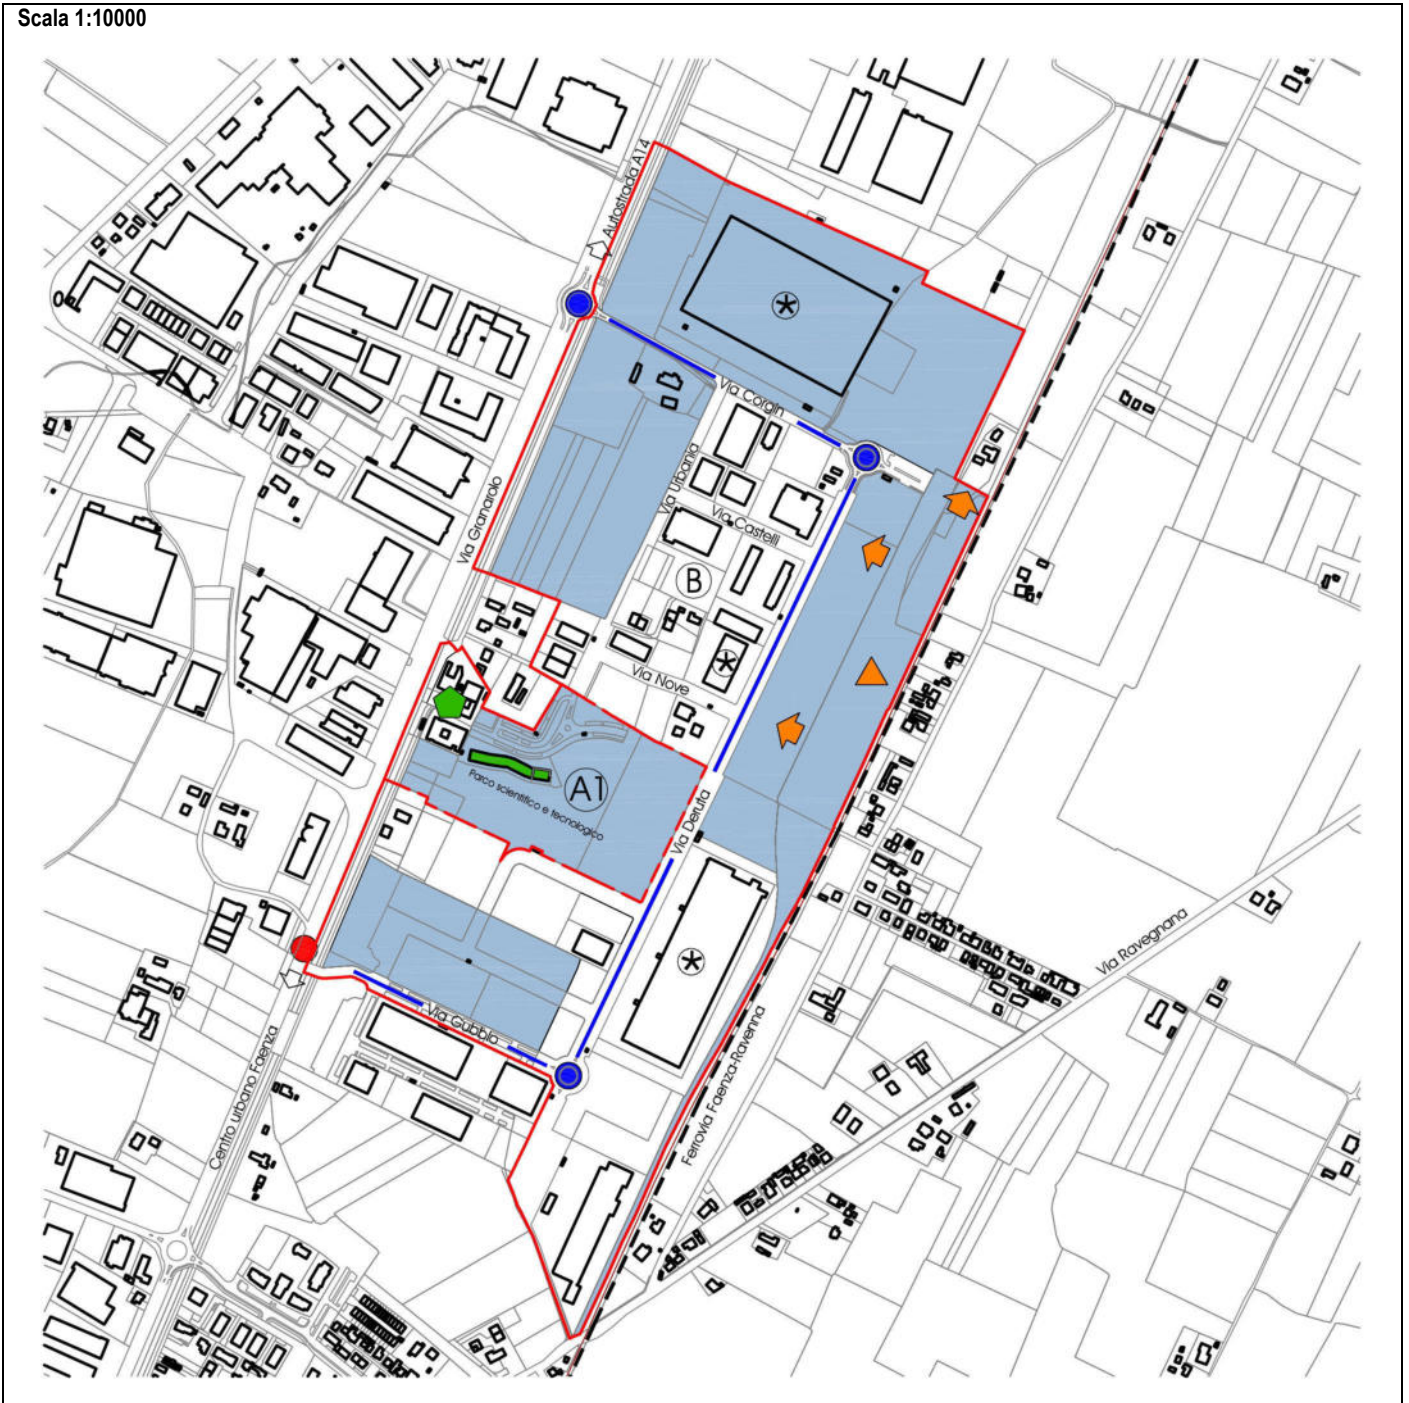 Scala 1:10000
Autostrada A14
Via Corgin
Via Urbania
Via Castelli
Via Granarolo
B
Via Nove
A1
Parco scientifico e tecnologico
Via Deruta
Via Ravegnana
Via Gubbio
Ferrovia Faenza-Ravenna
Centro urbano Faenza